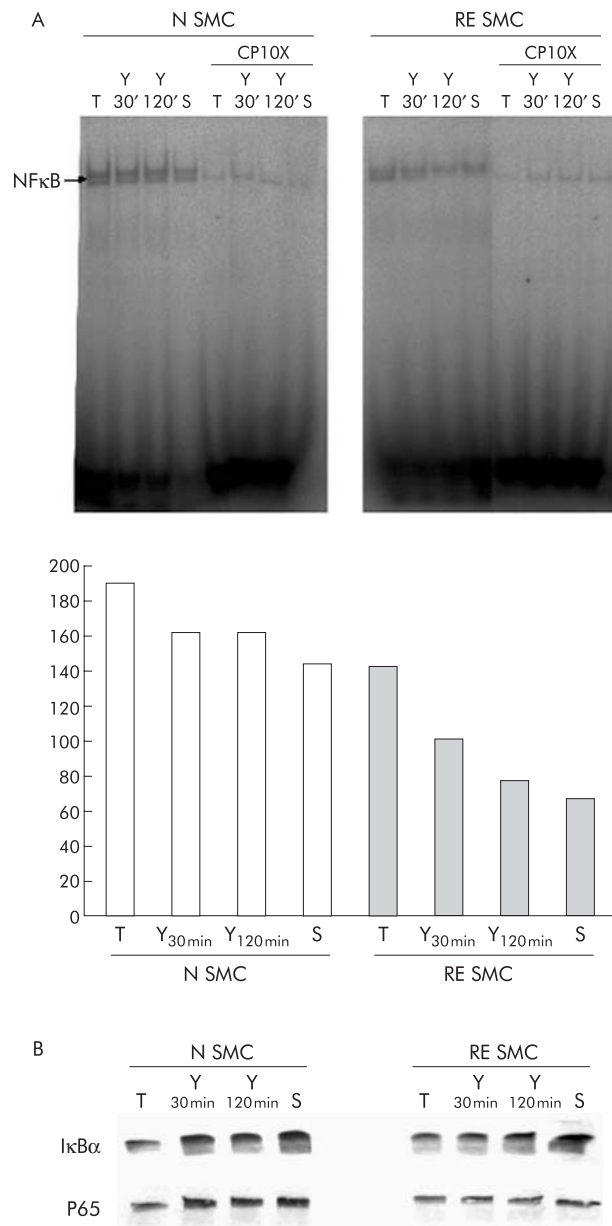 A
N SMC
RE SMC
CP10X
CP10X
Y Y Y Y
Y Y Y Y
T 30′ 120′ S T 30′ 120′ S
T 30′ 120′ S T 30′ 120′ S
NFκB
200
180
160
140
120
100
80
60
40
20
0
T Y30min Y120min S T Y30min Y120min S
N SMC RE SMC
B
N SMC
RE SMC
Y Y
Y Y
T 30min 120min S
T 30min 120min S
IκBα
P65